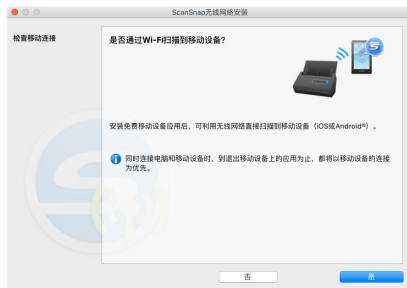 ScanSnap无线网络安装
检查移动连接
是否通过Wi-Fi扫描到移动设备?
安装免费移动设备应用后，可利用无线网络直接扫描到移动设备（iOS或Android®）。
同时连接电脑和移动设备时，到退出移动设备上的应用为止，都将以移动设备的连接
为优先。
否
是